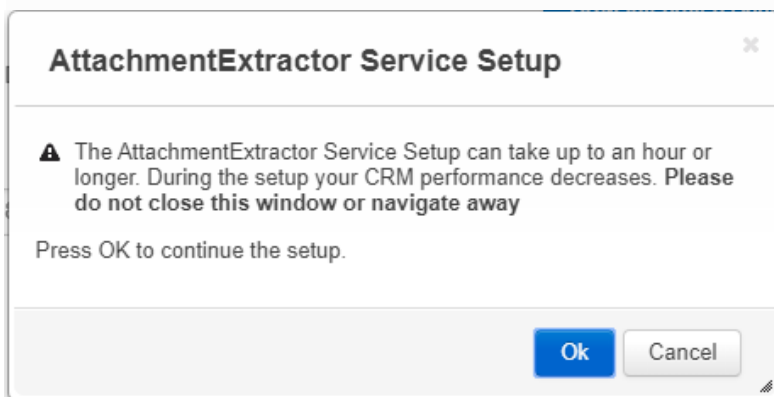 AttachmentExtractor Service Setup
The AttachmentExtractor Service Setup can take up to an hour or
longer. During the setup your CRM performance decreases. Please
do not close this window or navigate away
Press OK to continue the setup.
Ok
Cancel